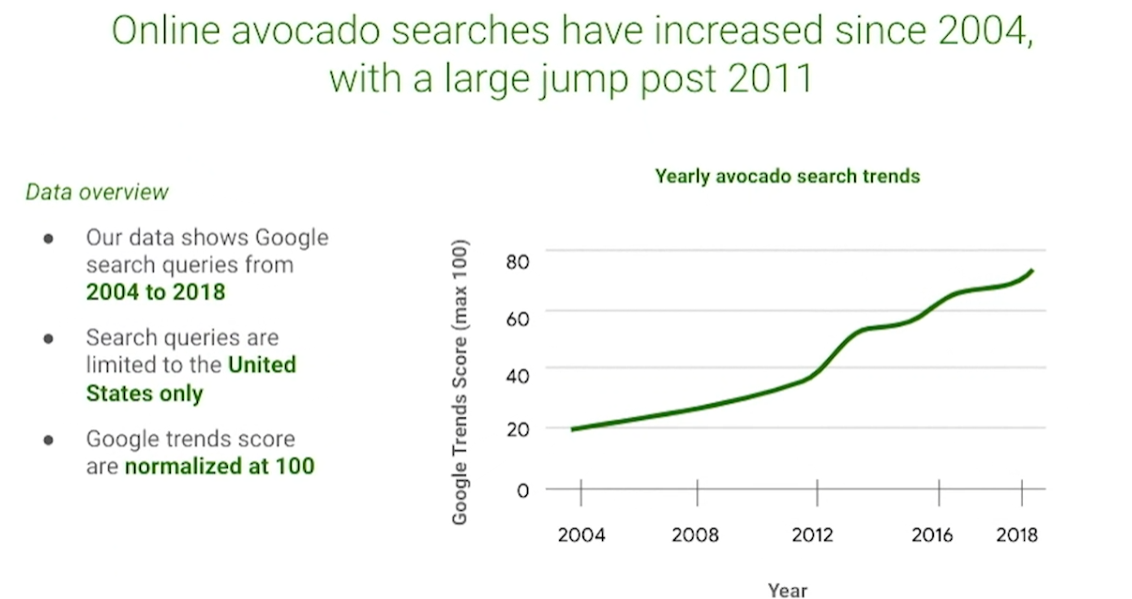 Online avocado searches have increased since 2004,
with a large jump post 2011
Data overview
● Our data shows Google
search queries from
2004 to 2018
● Search queries are
limited to the United
States only
● Google trends score
are normalized at 100
Yearly avocado search trends
Google Trends Score (max 100)
80
60
40
20
0
2004 2008 2012 2016 2018
Year